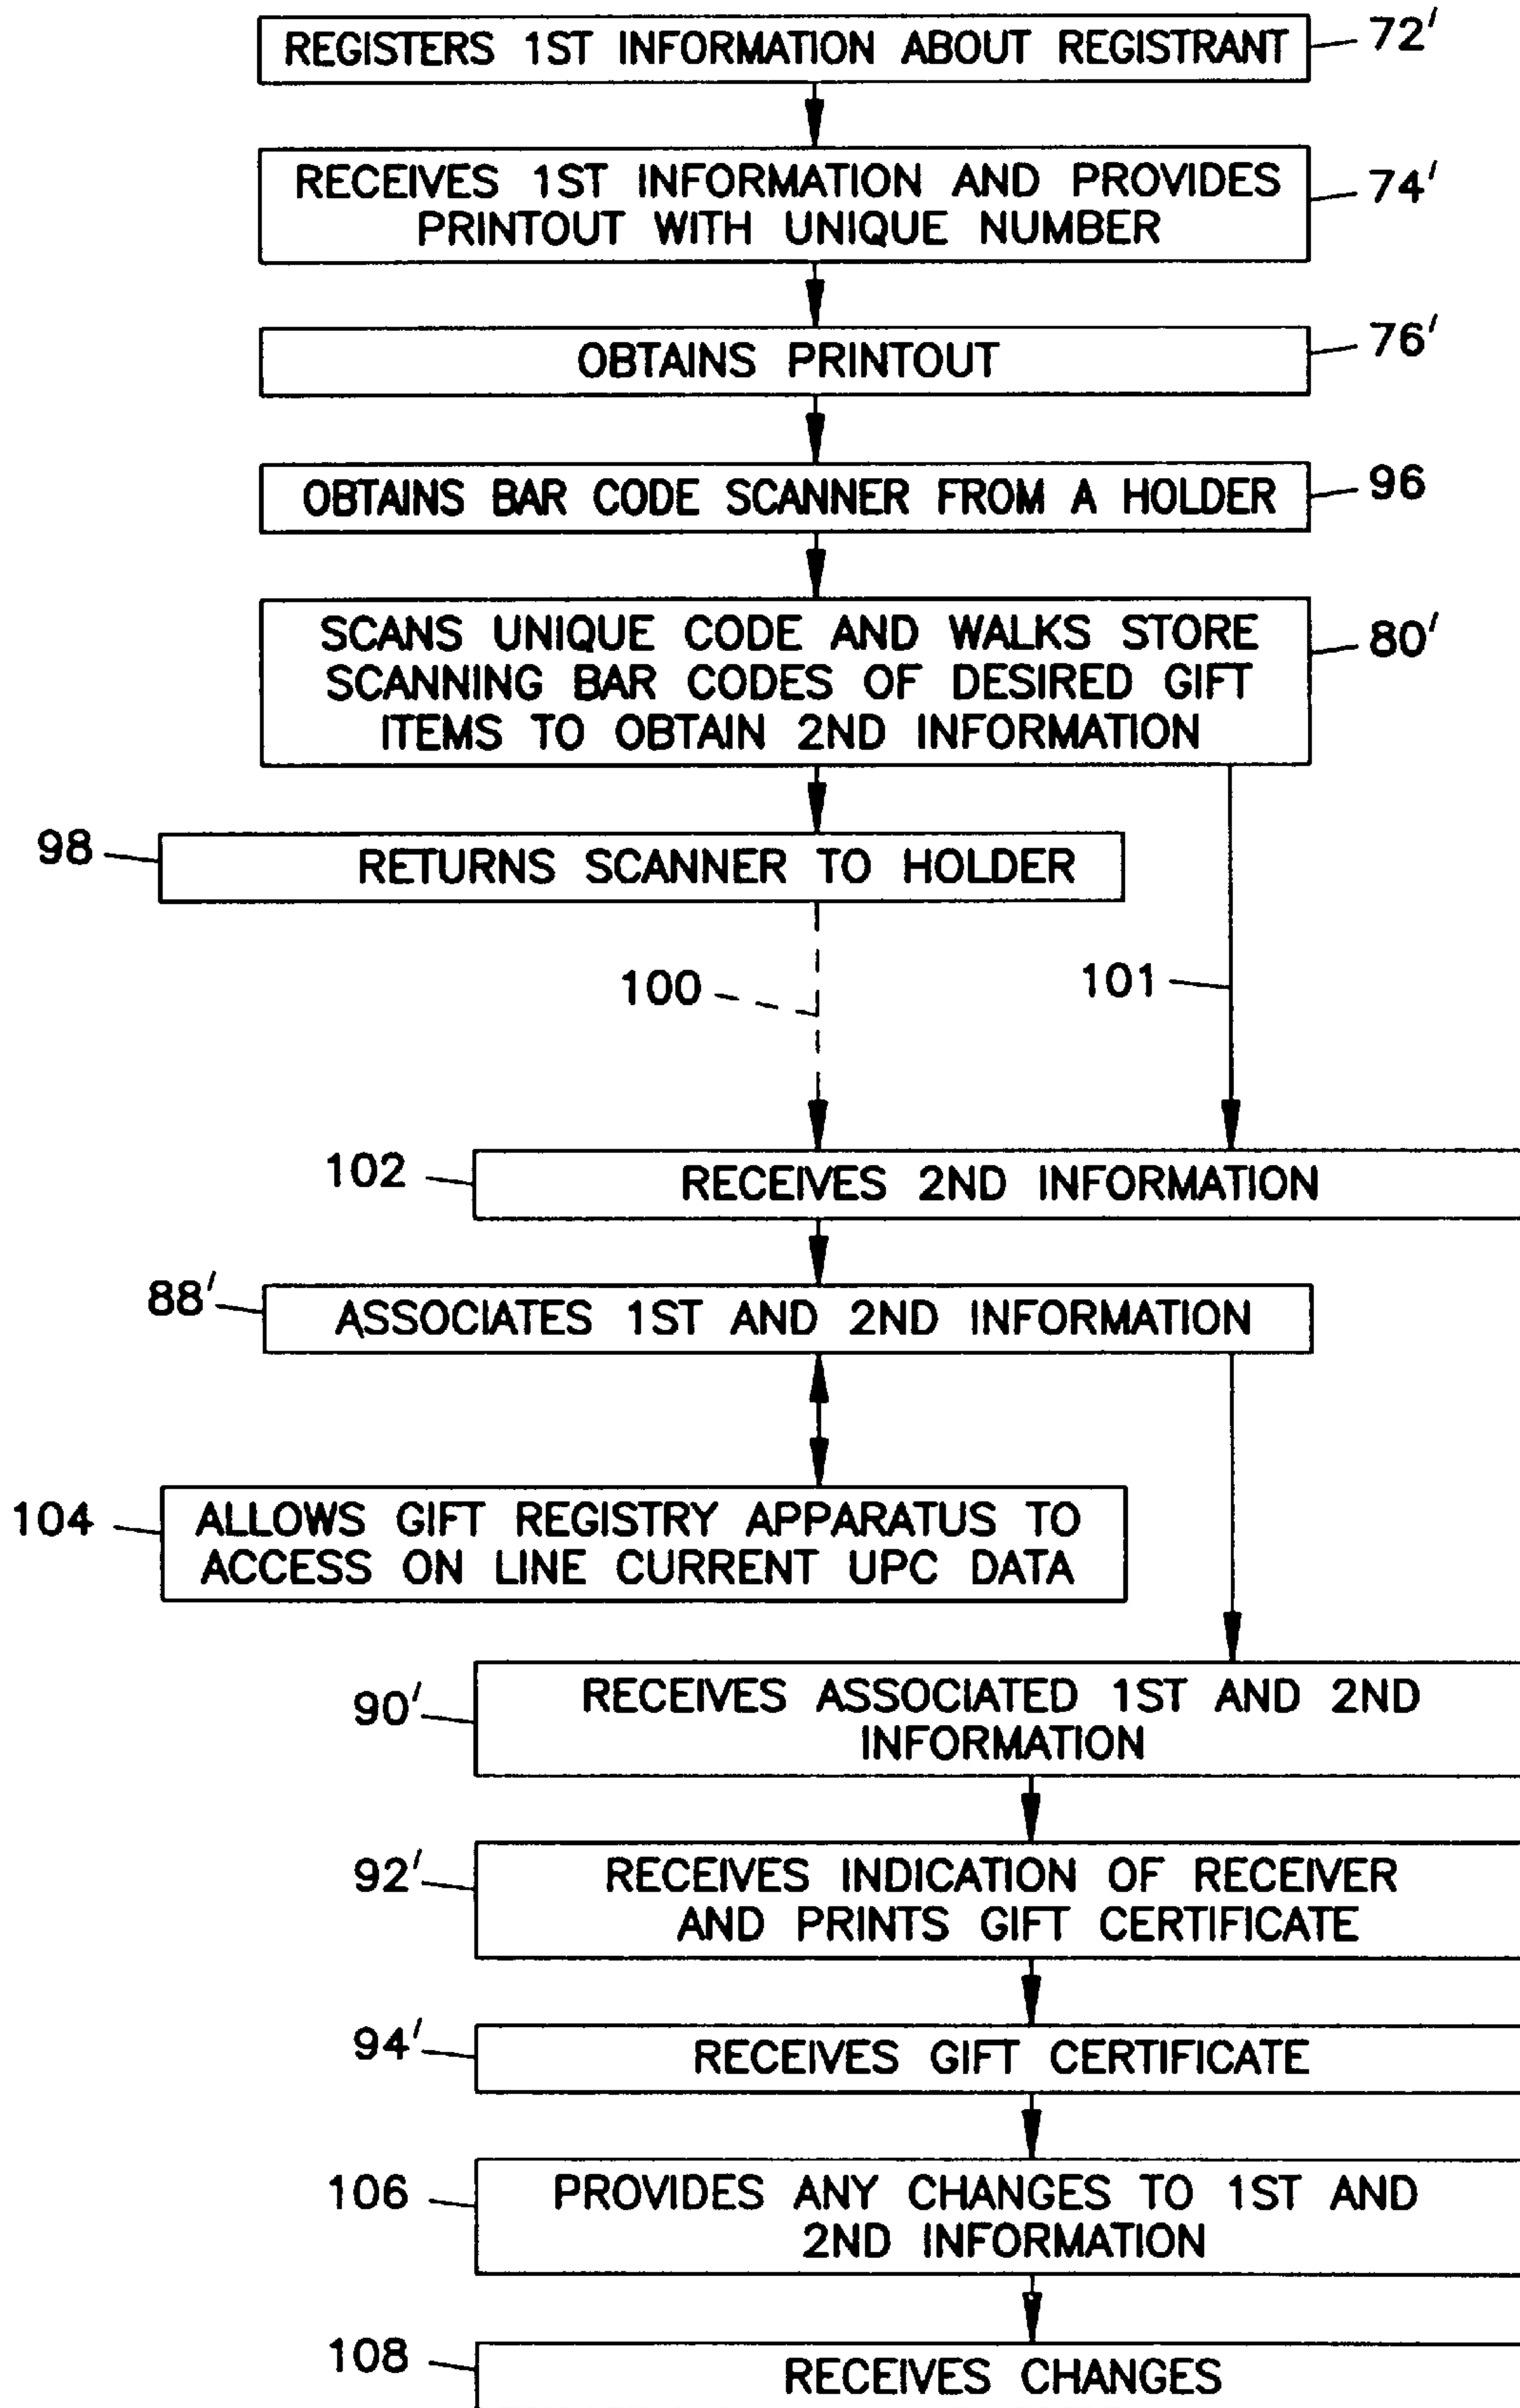 REGISTERS 1ST INFORMATION ABOUT REGISTRANT
72'
RECEIVES 1ST INFORMATION AND PROVIDES
PRINTOUT WITH UNIQUE NUMBER
74'
OBTAINS PRINTOUT
76'
OBTAINS BAR CODE SCANNER FROM A HOLDER
96
SCANS UNIQUE CODE AND WALKS STORE
SCANNING BAR CODES OF DESIRED GIFT
ITEMS TO OBTAIN 2ND INFORMATION
80'
98
RETURNS SCANNER TO HOLDER
100
101
102
RECEIVES 2ND INFORMATION
88'
ASSOCIATES 1ST AND 2ND INFORMATION
104
ALLOWS GIFT REGISTRY APPARATUS TO
ACCESS ON LINE CURRENT UPC DATA
90'
RECEIVES ASSOCIATED 1ST AND 2ND
INFORMATION
92'
RECEIVES INDICATION OF RECEIVER
AND PRINTS GIFT CERTIFICATE
94'
RECEIVES GIFT CERTIFICATE
106
PROVIDES ANY CHANGES TO 1ST AND
2ND INFORMATION
108
RECEIVES CHANGES